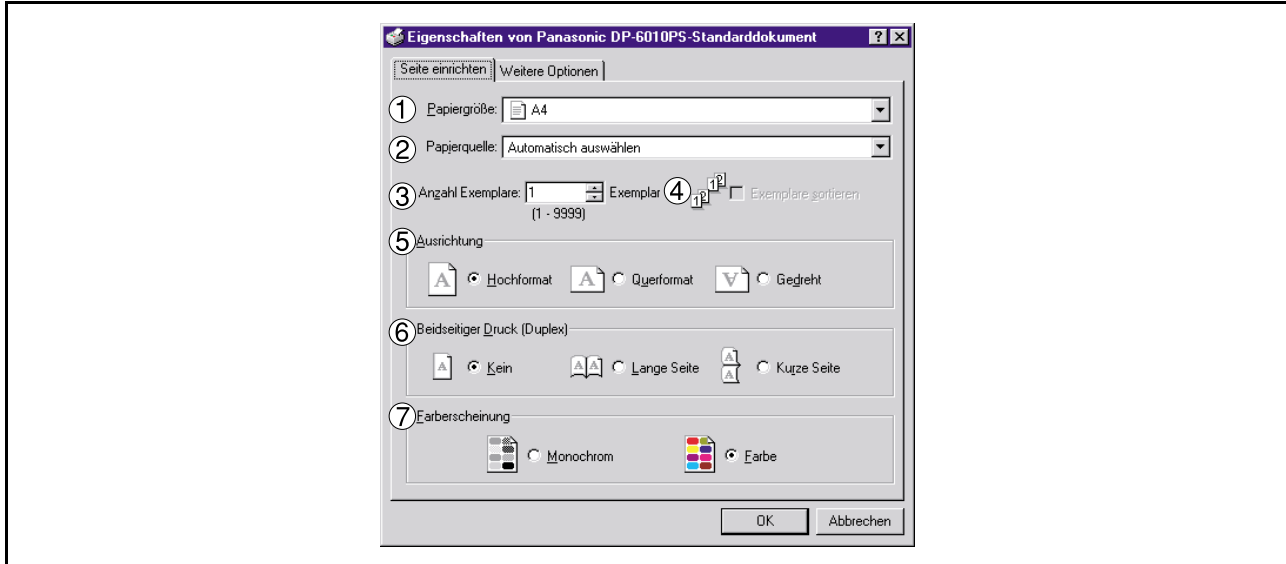 Eigenschaften von Panasonic DP-6010PS-Standarddokument ? X
Seite einrichten Weitere Optionen
① Papiergröße: A4
② Papierquelle: Automatisch auswählen
③ Anzahl Exemplare: 1 Exemplar ④ 12 12 Exemplare sortieren
(1 - 9999)
⑤ Ausrichtung
A Hochformat A Querformat A Gedreht
⑥ Beidseitiger Druck (Duplex)
A Kein A A Lange Seite A A Kurze Seite
⑦ Farberscheinung
Monochrom Farbe
OK Abbrechen